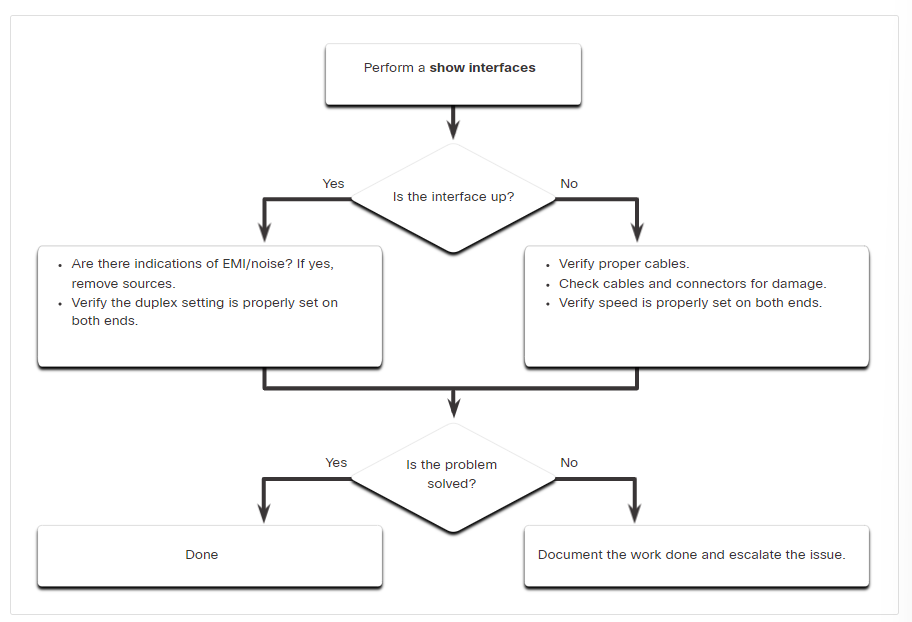 Perform a show interfaces
Yes
Is the interface up?
No
• Are there indications of EMI/noise? If yes,
remove sources.
• Verify the duplex setting is properly set on
both ends.
• Verify proper cables.
• Check cables and connectors for damage.
• Verify speed is properly set on both ends.
Yes
Is the problem
solved?
No
Done
Document the work done and escalate the issue.